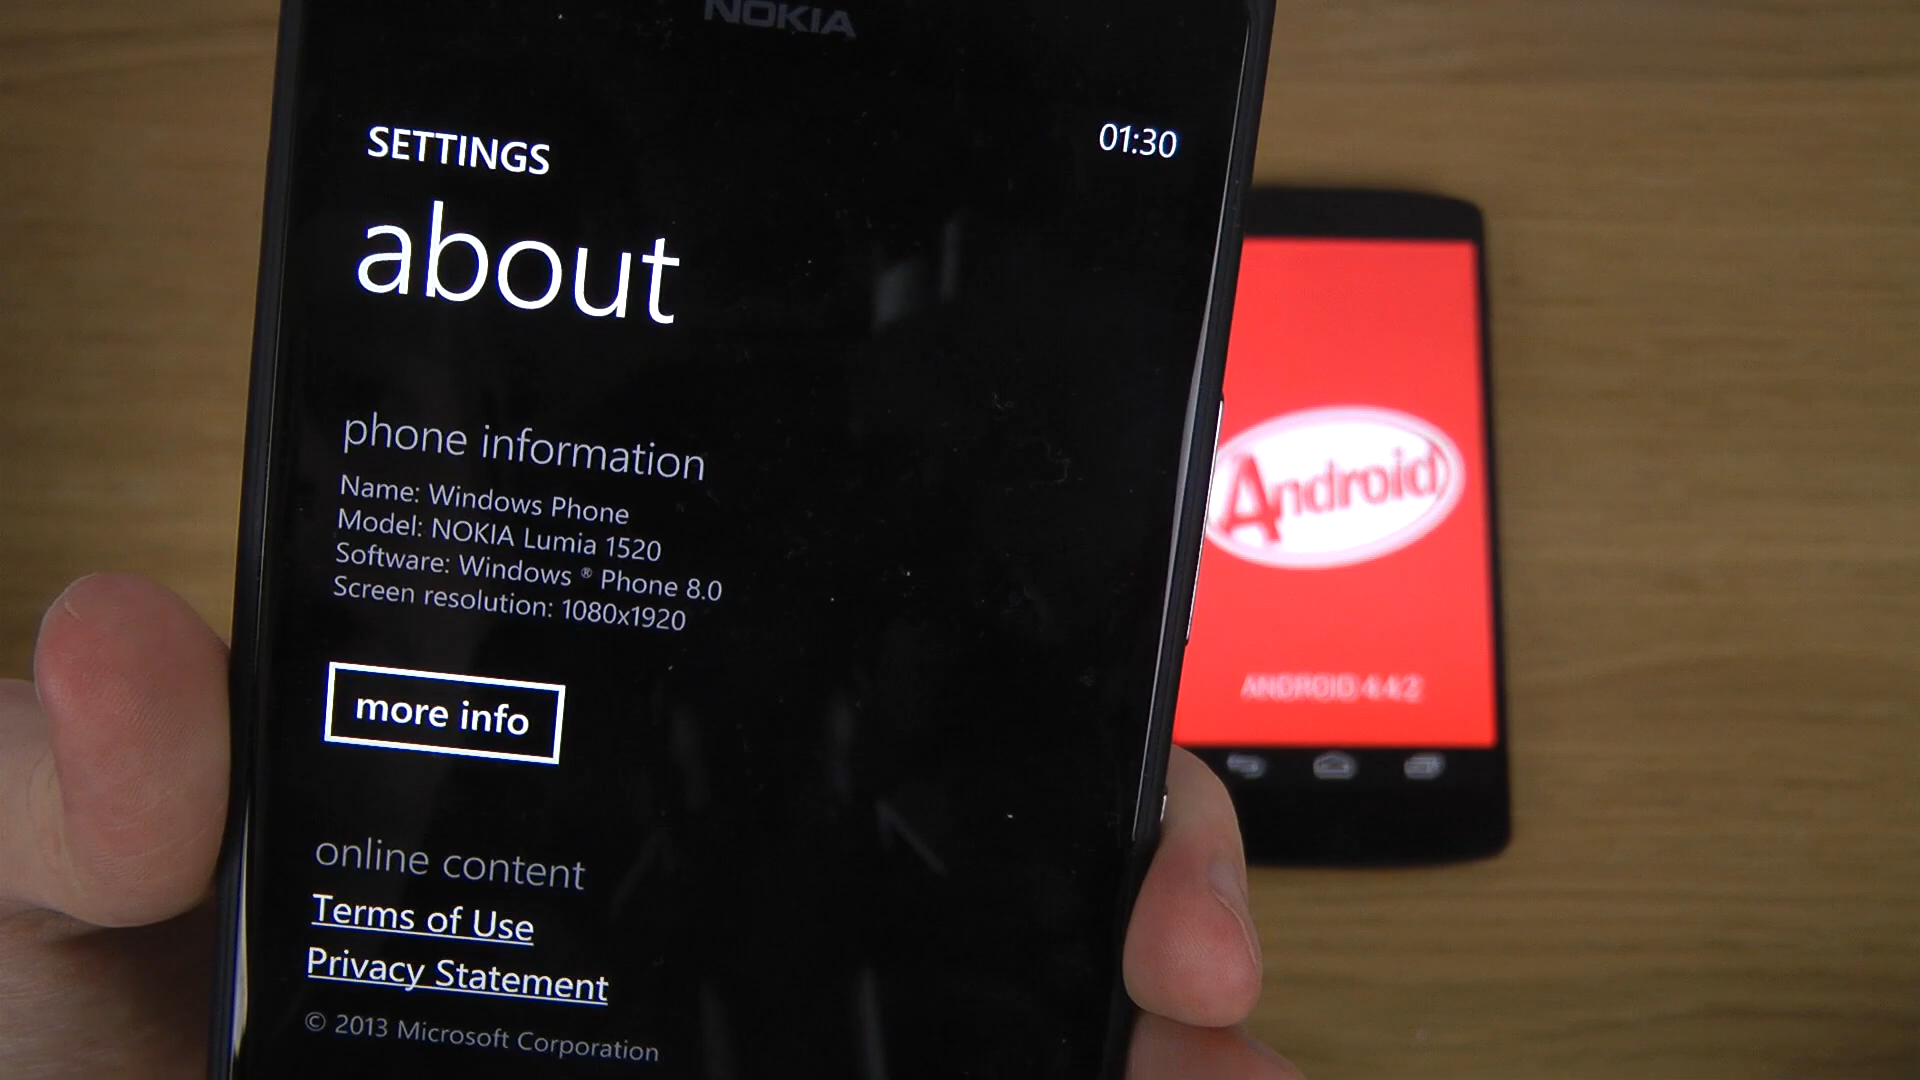 NOKIA
SETTINGS
01:30
about
phone information
Name: Windows Phone
Model: NOKIA Lumia 1520
Software: Windows ® Phone 8.0
Screen resolution: 1080x1920
more info
online content
Terms of Use
Privacy Statement
© 2013 Microsoft Corporation
Android
ANDROID 4.4.2